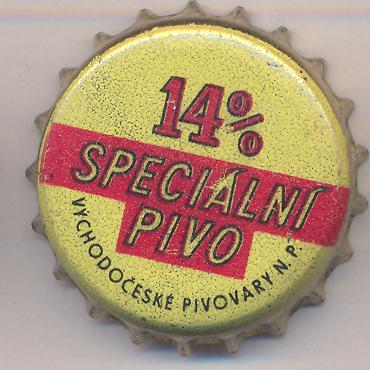 14%
SPECIÁLNÍ
PIVO
VÝCHODOČESKÉ PIVOVARY N. P.